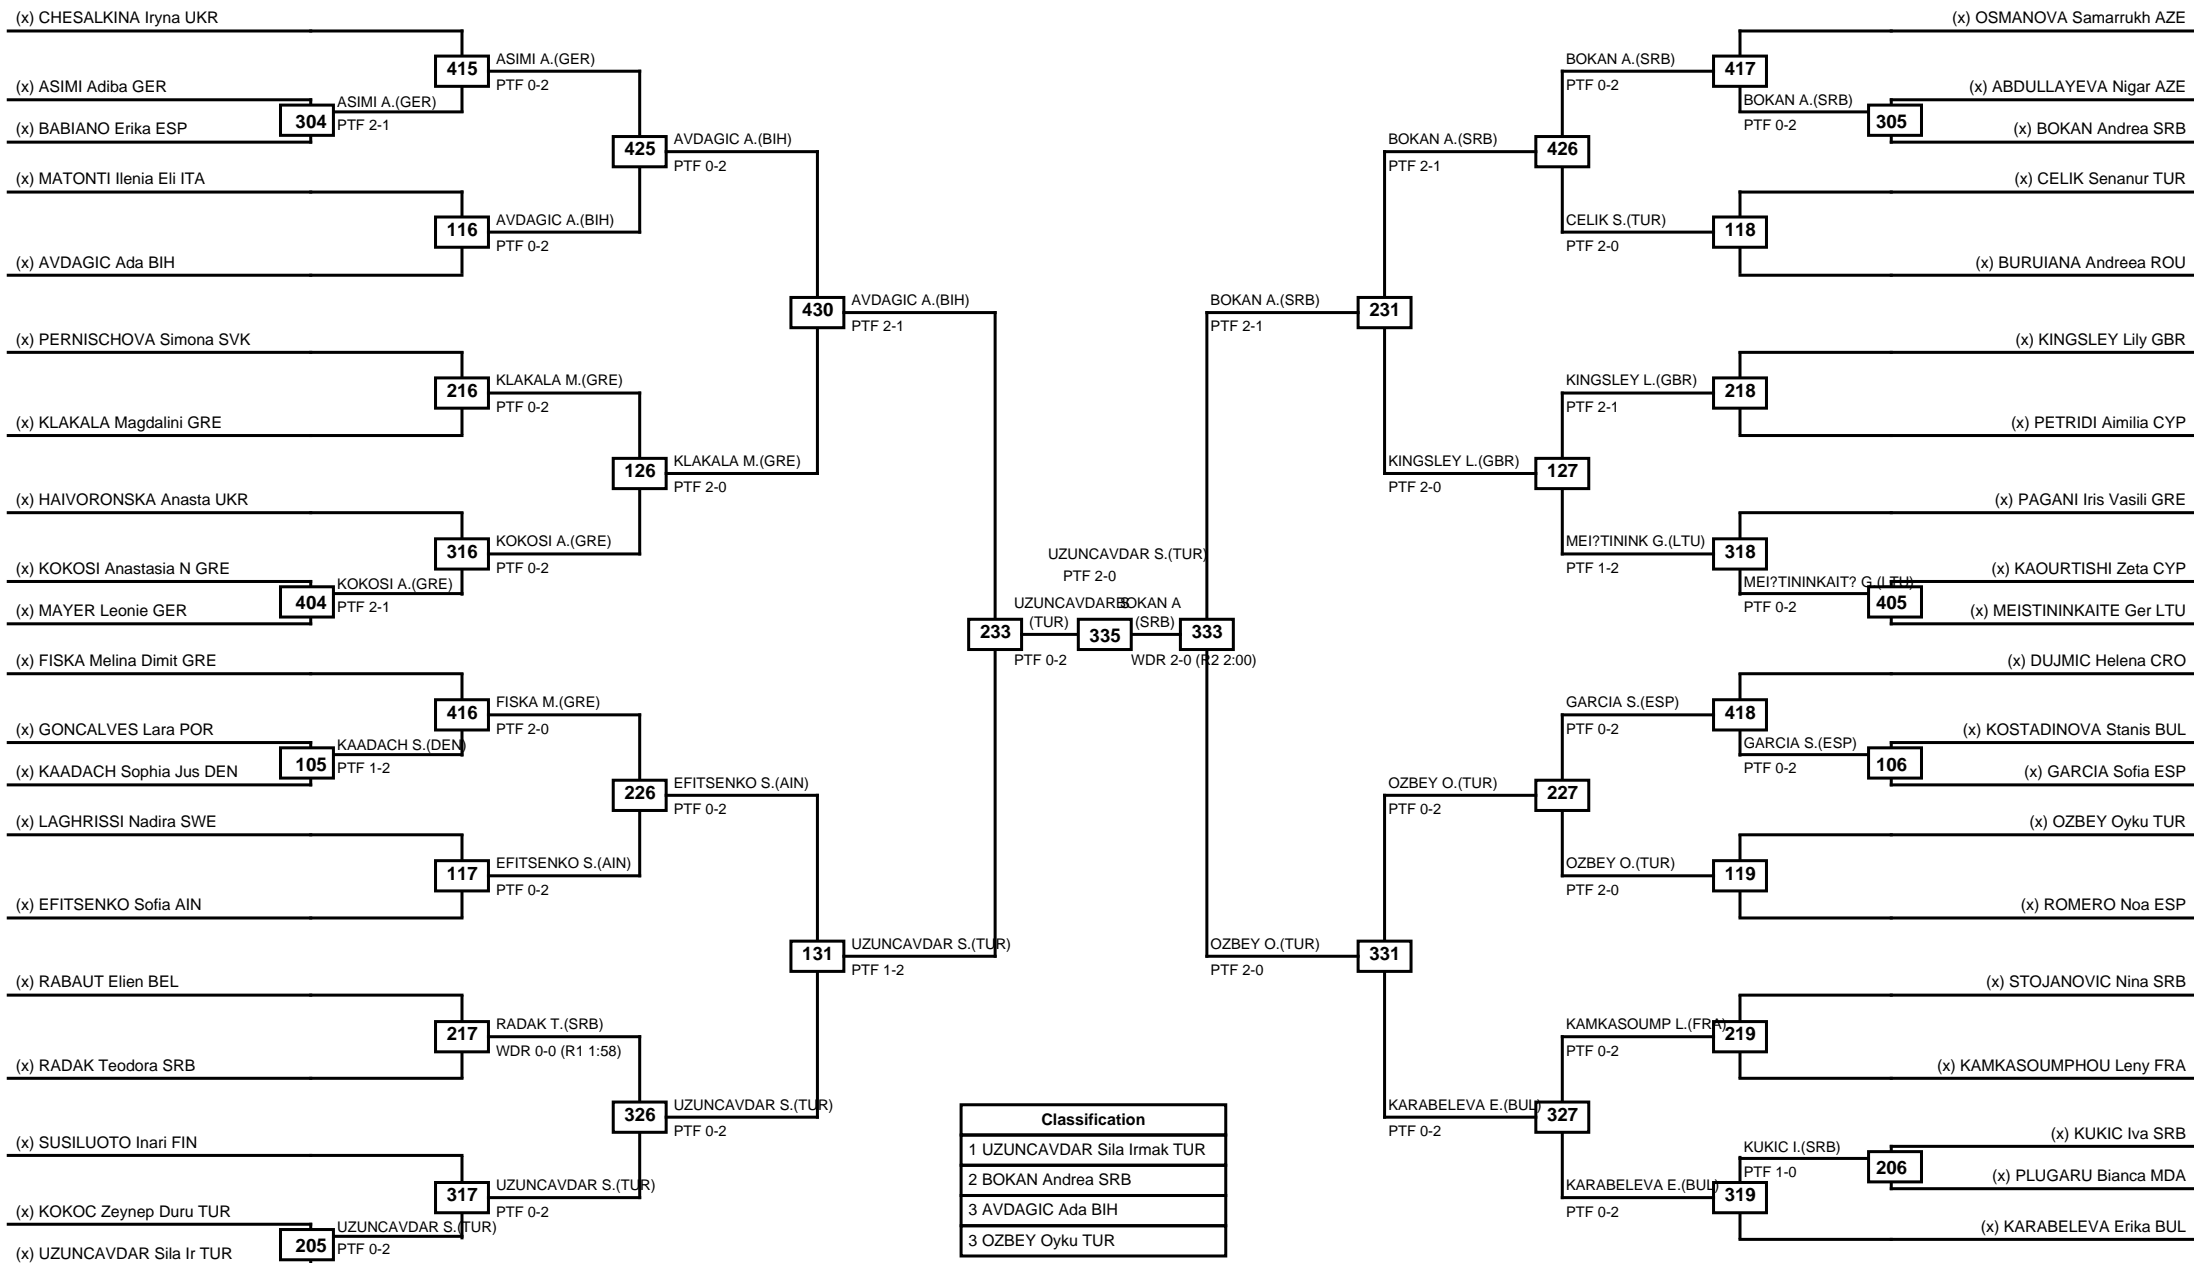 (x) CHESALKINA Iryna UKR
415
ASIMI A.(GER)
PTF 0-2
(x) ASIMI Adiba GER
304
ASIMI A.(GER)
PTF 2-1
(x) BABIANO Erika ESP
425
AVDAGIC A.(BIH)
PTF 0-2
(x) MATONTI Ilenia Eli ITA
116
AVDAGIC A.(BIH)
PTF 0-2
(x) AVDAGIC Ada BIH
430
AVDAGIC A.(BIH)
PTF 2-1
(x) PERNISCHOVA Simona SVK
216
KLAKALA M.(GRE)
PTF 0-2
(x) KLAKALA Magdalini GRE
126
KLAKALA M.(GRE)
PTF 2-0
(x) HAIVORONSKA Anasta UKR
316
KOKOSI A.(GRE)
PTF 0-2
(x) KOKOSI Anastasia N GRE
404
KOKOSI A.(GRE)
PTF 2-1
(x) MAYER Leonie GER
(x) FISKA Melina Dimit GRE
416
FISKA M.(GRE)
PTF 2-0
(x) GONCALVES Lara POR
105
KAADACH S.(DEN)
PTF 1-2
(x) KAADACH Sophia Jus DEN
226
EFITSENKO S.(AIN)
PTF 0-2
(x) LAGHRISSI Nadira SWE
117
EFITSENKO S.(AIN)
PTF 0-2
(x) EFITSENKO Sofia AIN
131
UZUNCAVDAR S.(TUR)
PTF 1-2
(x) RABAUT Elien BEL
217
RADAK T.(SRB)
WDR 0-0 (R1 1:58)
(x) RADAK Teodora SRB
326
UZUNCAVDAR S.(TUR)
PTF 0-2
(x) SUSILUOTO Inari FIN
317
UZUNCAVDAR S.(TUR)
PTF 0-2
(x) KOKOC Zeynep Duru TUR
205
UZUNCAVDAR S.(TUR)
PTF 0-2
(x) UZUNCAVDAR Sila Ir TUR
UZUNCAVDAR S.(TUR)
PTF 2-0
233
UZUNCAVDAR S
(TUR)
PTF 0-2
335
BOKAN A
(SRB)
WDR 2-0 (R2 2:00)
333
(x) OSMANOVA Samarrukh AZE
BOKAN A.(SRB)
417
PTF 0-2
(x) ABDULLAYEVA Nigar AZE
BOKAN A.(SRB)
305
PTF 0-2
(x) BOKAN Andrea SRB
BOKAN A.(SRB)
426
PTF 2-1
(x) CELIK Senanur TUR
CELIK S.(TUR)
118
PTF 2-0
(x) BURUIANA Andreea ROU
BOKAN A.(SRB)
231
PTF 2-1
(x) KINGSLEY Lily GBR
KINGSLEY L.(GBR)
218
PTF 2-1
(x) PETRIDI Aimilia CYP
KINGSLEY L.(GBR)
127
PTF 2-0
(x) PAGANI Iris Vasili GRE
MEI?TININK G.(LTU)
318
PTF 1-2
(x) KAOURTISHI Zeta CYP
MEI?TININKAIT? G.(LTU)
405
PTF 0-2
(x) MEISTININKAITE Ger LTU
(x) DUJMIC Helena CRO
GARCIA S.(ESP)
418
PTF 0-2
(x) KOSTADINOVA Stanis BUL
GARCIA S.(ESP)
106
PTF 0-2
(x) GARCIA Sofia ESP
OZBEY O.(TUR)
227
PTF 0-2
(x) OZBEY Oyku TUR
OZBEY O.(TUR)
119
PTF 2-0
(x) ROMERO Noa ESP
OZBEY O.(TUR)
331
PTF 2-0
(x) STOJANOVIC Nina SRB
KAMKASOUMP L.(FRA)
219
PTF 0-2
(x) KAMKASOUMPHOU Leny FRA
KARABELEVA E.(BUL)
327
PTF 0-2
(x) KUKIC Iva SRB
KUKIC I.(SRB)
206
PTF 1-0
(x) PLUGARU Bianca MDA
KARABELEVA E.(BUL)
319
PTF 0-2
(x) KARABELEVA Erika BUL
Classification
1 UZUNCAVDAR Sila Irmak TUR
2 BOKAN Andrea SRB
3 AVDAGIC Ada BIH
3 OZBEY Oyku TUR